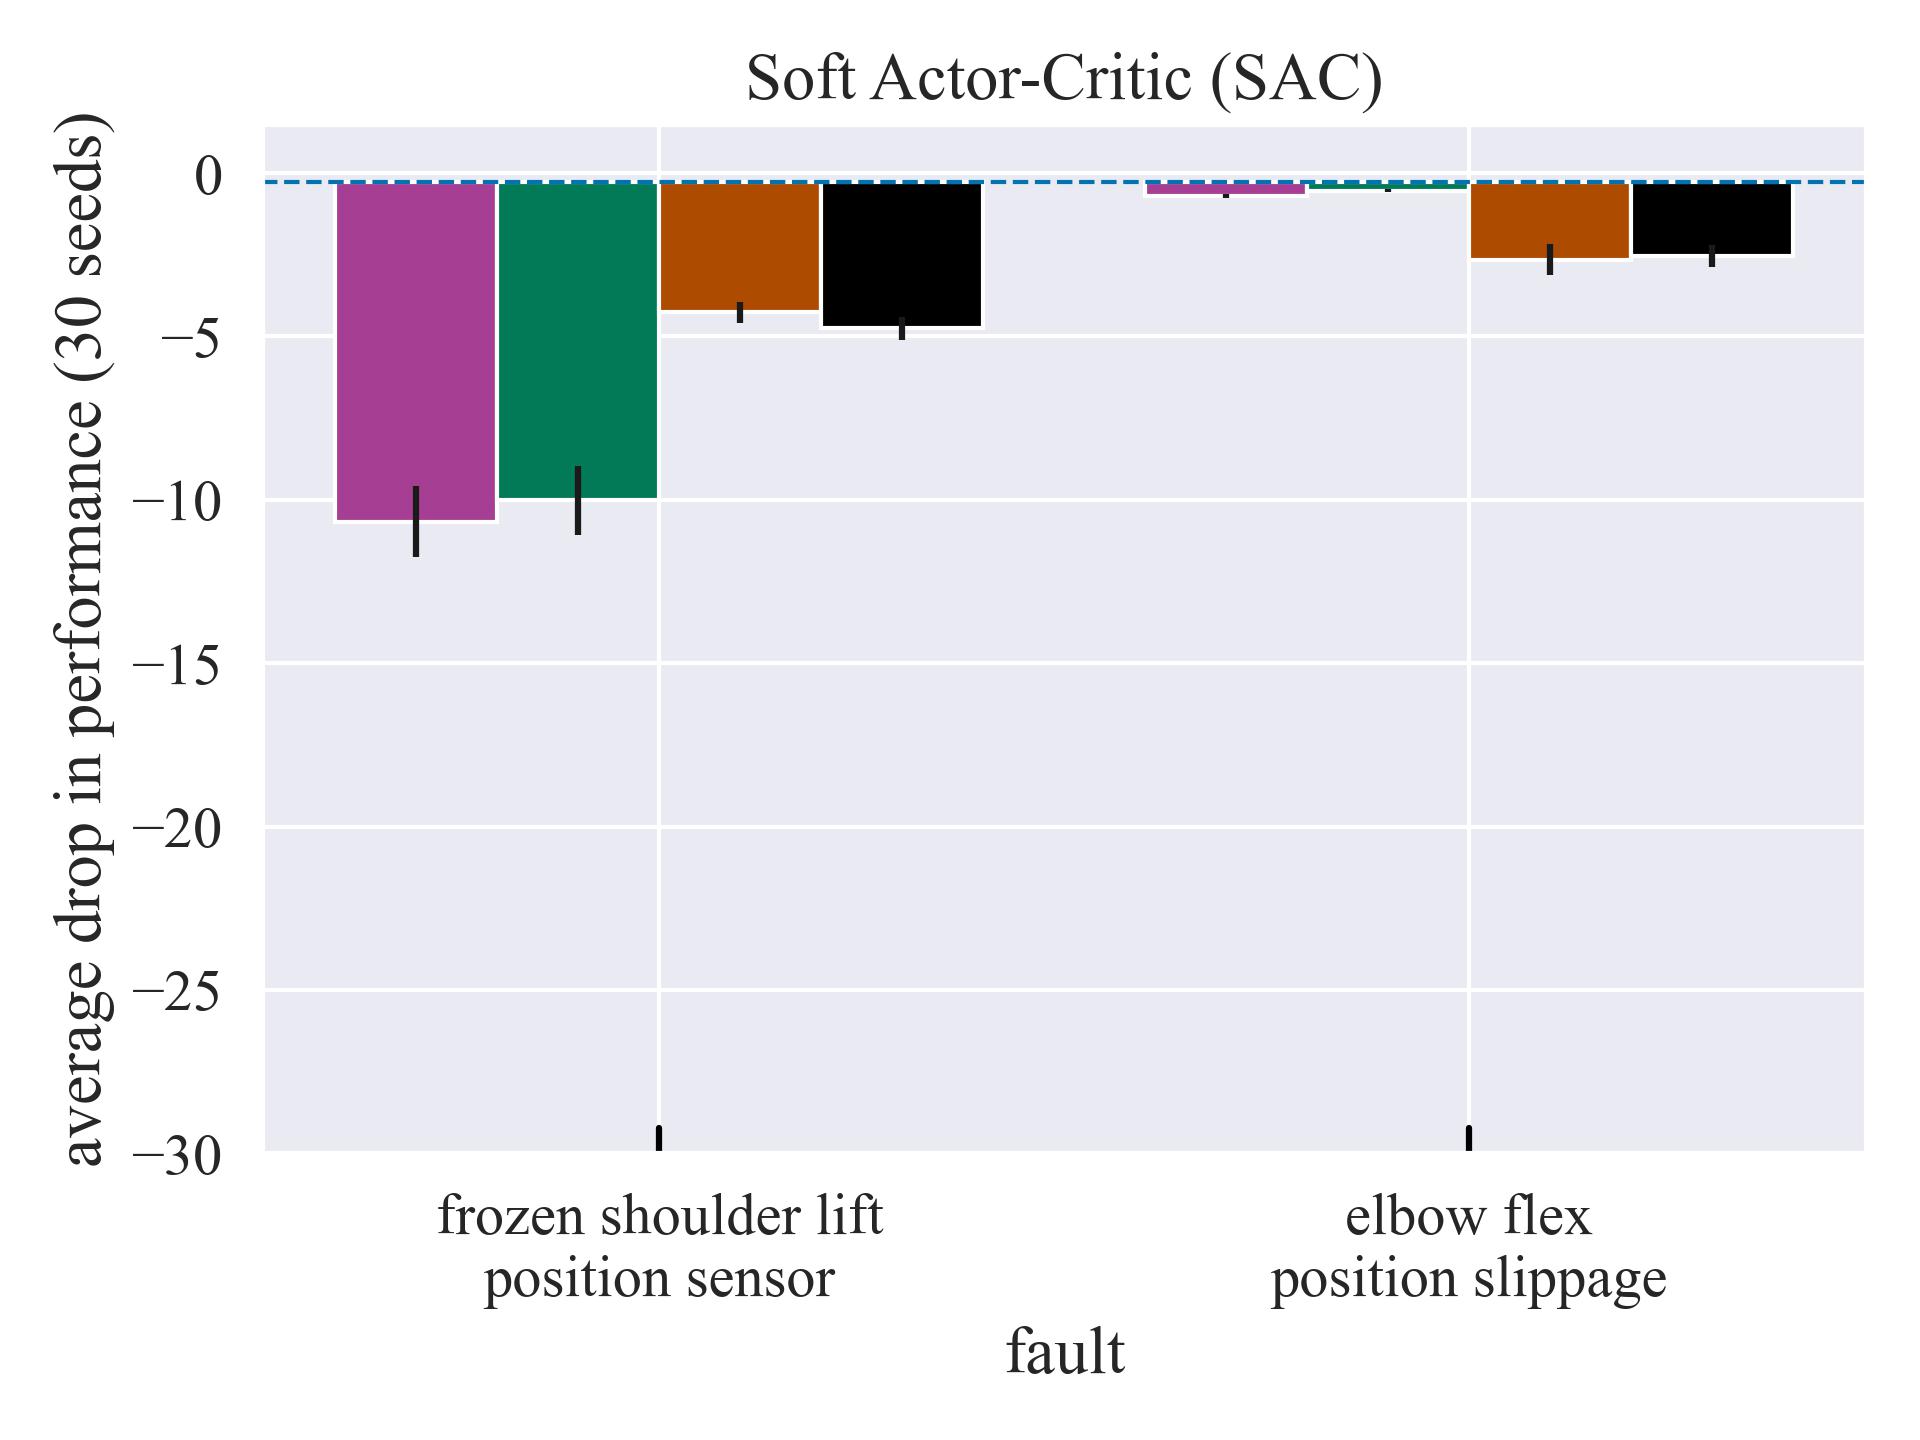 Soft Actor-Critic (SAC)
average drop in performance (30 seeds)
0
−5
−10
−15
−20
−25
−30
frozen shoulder lift
position sensor
elbow flex
position slippage
fault